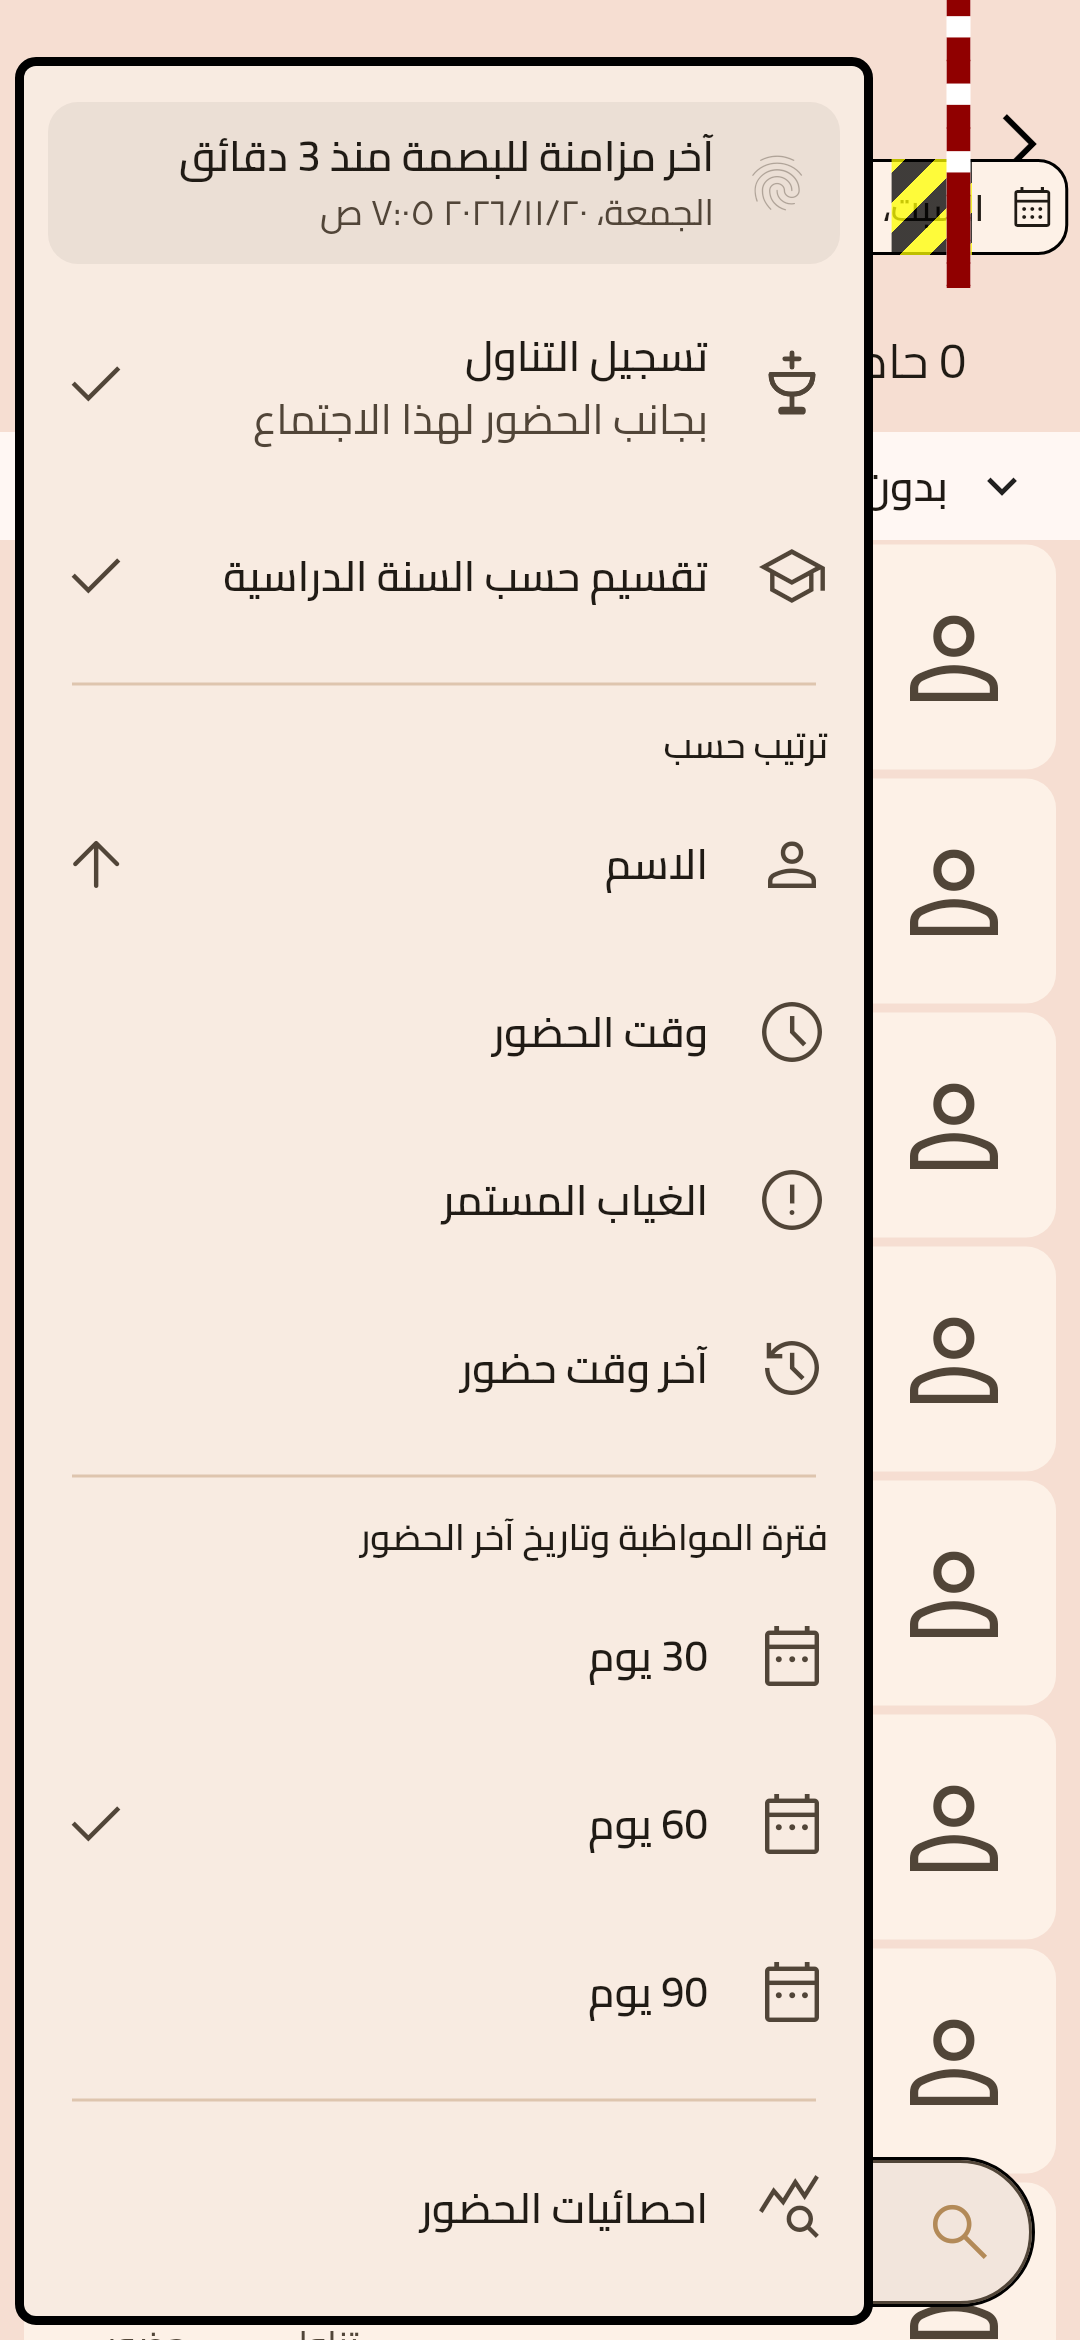 آخر مزامنة للبصمة منذ 3 دقائق
الجمعة، ٢٠٢٦/١١/٢٠ ٧:٠٥ ص
0
تسجيل التناول
بجانب الحضور لهذا الاجتماع
بدون
تقسيم حسب السنة الدراسية
ترتيب حسب
الاسم
وقت الحضور
الغياب المستمر
آخر وقت حضور
فترة المواظبة وتاريخ آخر الحضور
30 يوم
60 يوم
90 يوم
احصائيات الحضور